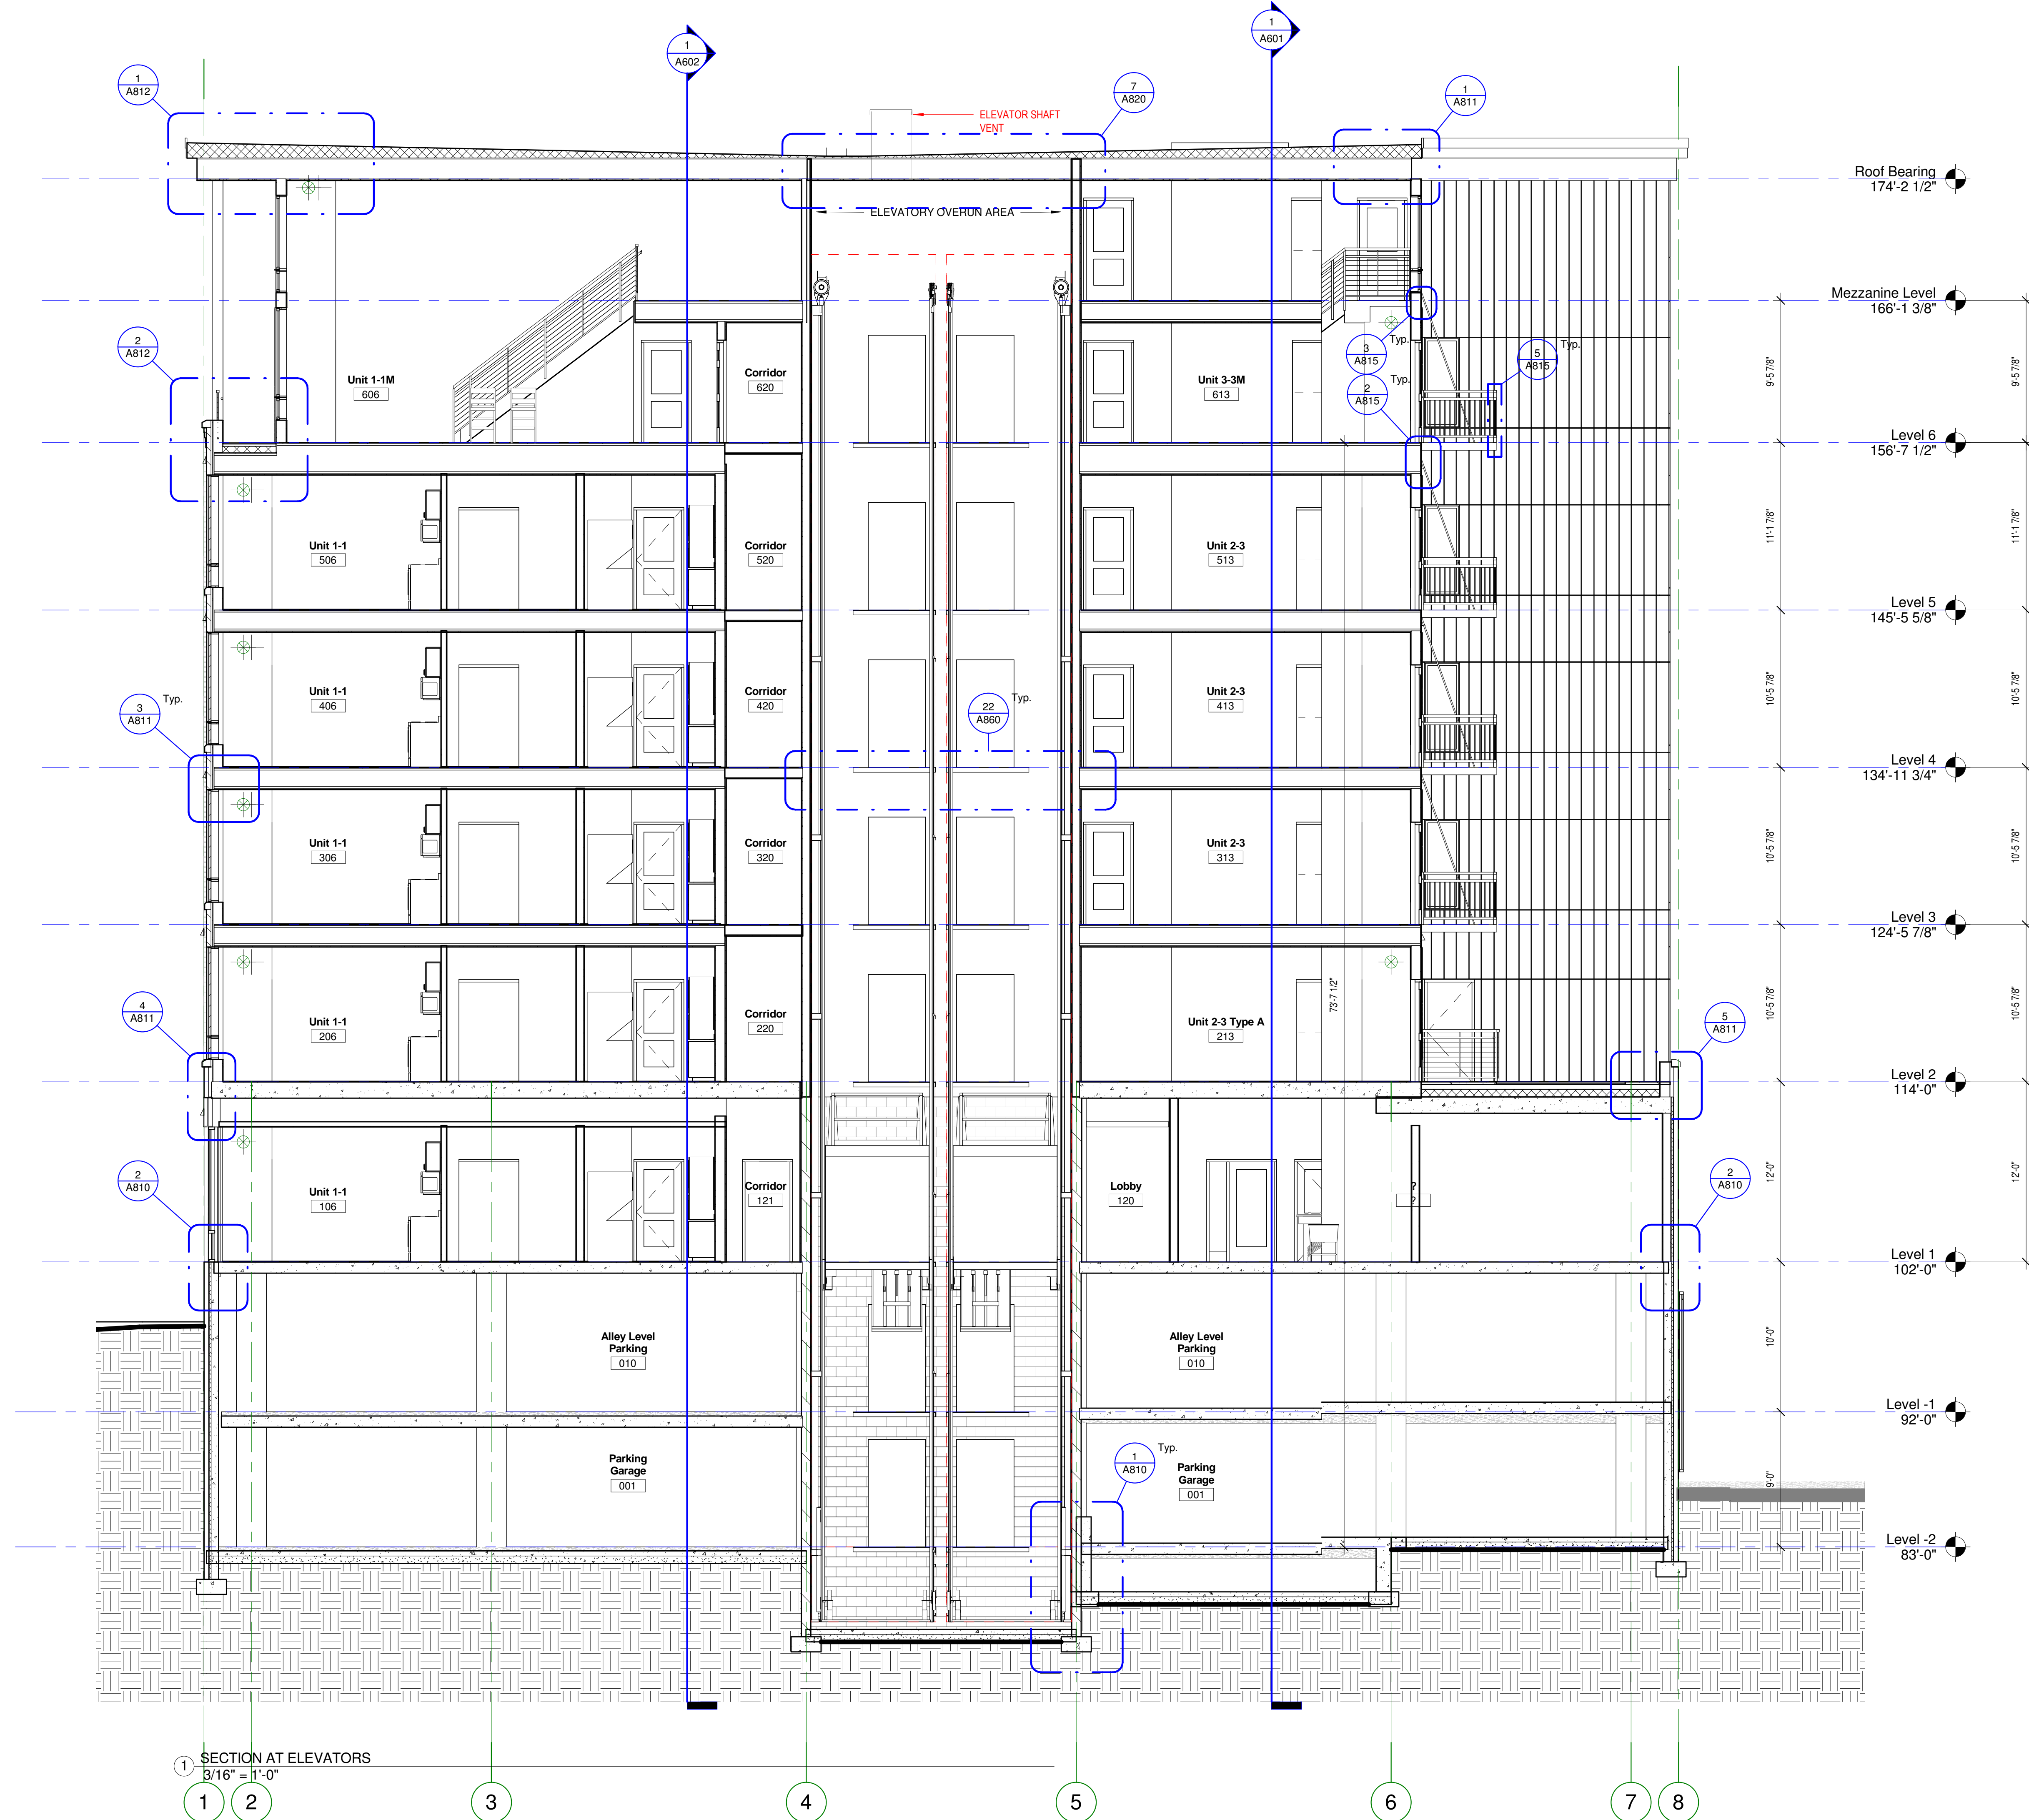 1
A602
1
A601
1
A812
7
A820
1
A811
ELEVATOR SHAFT
VENT
Roof Bearing
174'-2 1/2"
ELEVATORY OVERUN AREA
Mezzanine Level
166'-1 3/8"
2
A812
3
A815
Typ.
5
A815
Typ.
2
A815
Typ.
Unit 1-1M
606
Corridor
620
Unit 3-3M
613
9'-5 7/8"
9'-5 7/8"
Level 6
156'-7 1/2"
Unit 1-1
506
Corridor
520
Unit 2-3
513
11'-1 7/8"
11'-1 7/8"
Level 5
145'-5 5/8"
Unit 1-1
406
Corridor
420
Unit 2-3
413
10'-5 7/8"
10'-5 7/8"
3
A811
Typ.
22
A860
Typ.
Level 4
134'-11 3/4"
Unit 1-1
306
Corridor
320
Unit 2-3
313
10'-5 7/8"
10'-5 7/8"
Level 3
124'-5 7/8"
Unit 1-1
206
Corridor
220
Unit 2-3 Type A
213
73'-7 1/2"
10'-5 7/8"
10'-5 7/8"
4
A811
5
A811
Level 2
114'-0"
2
A810
Unit 1-1
106
Corridor
121
Lobby
120
?
?
2
A810
12'-0"
12'-0"
Level 1
102'-0"
Alley Level
Parking
010
Alley Level
Parking
010
10'-0"
Level -1
92'-0"
Parking
Garage
001
1
A810
Typ.
Parking
Garage
001
9'-0"
Level -2
83'-0"
1
SECTION AT ELEVATORS
3/16" = 1'-0"
1
2
3
4
5
6
7
8